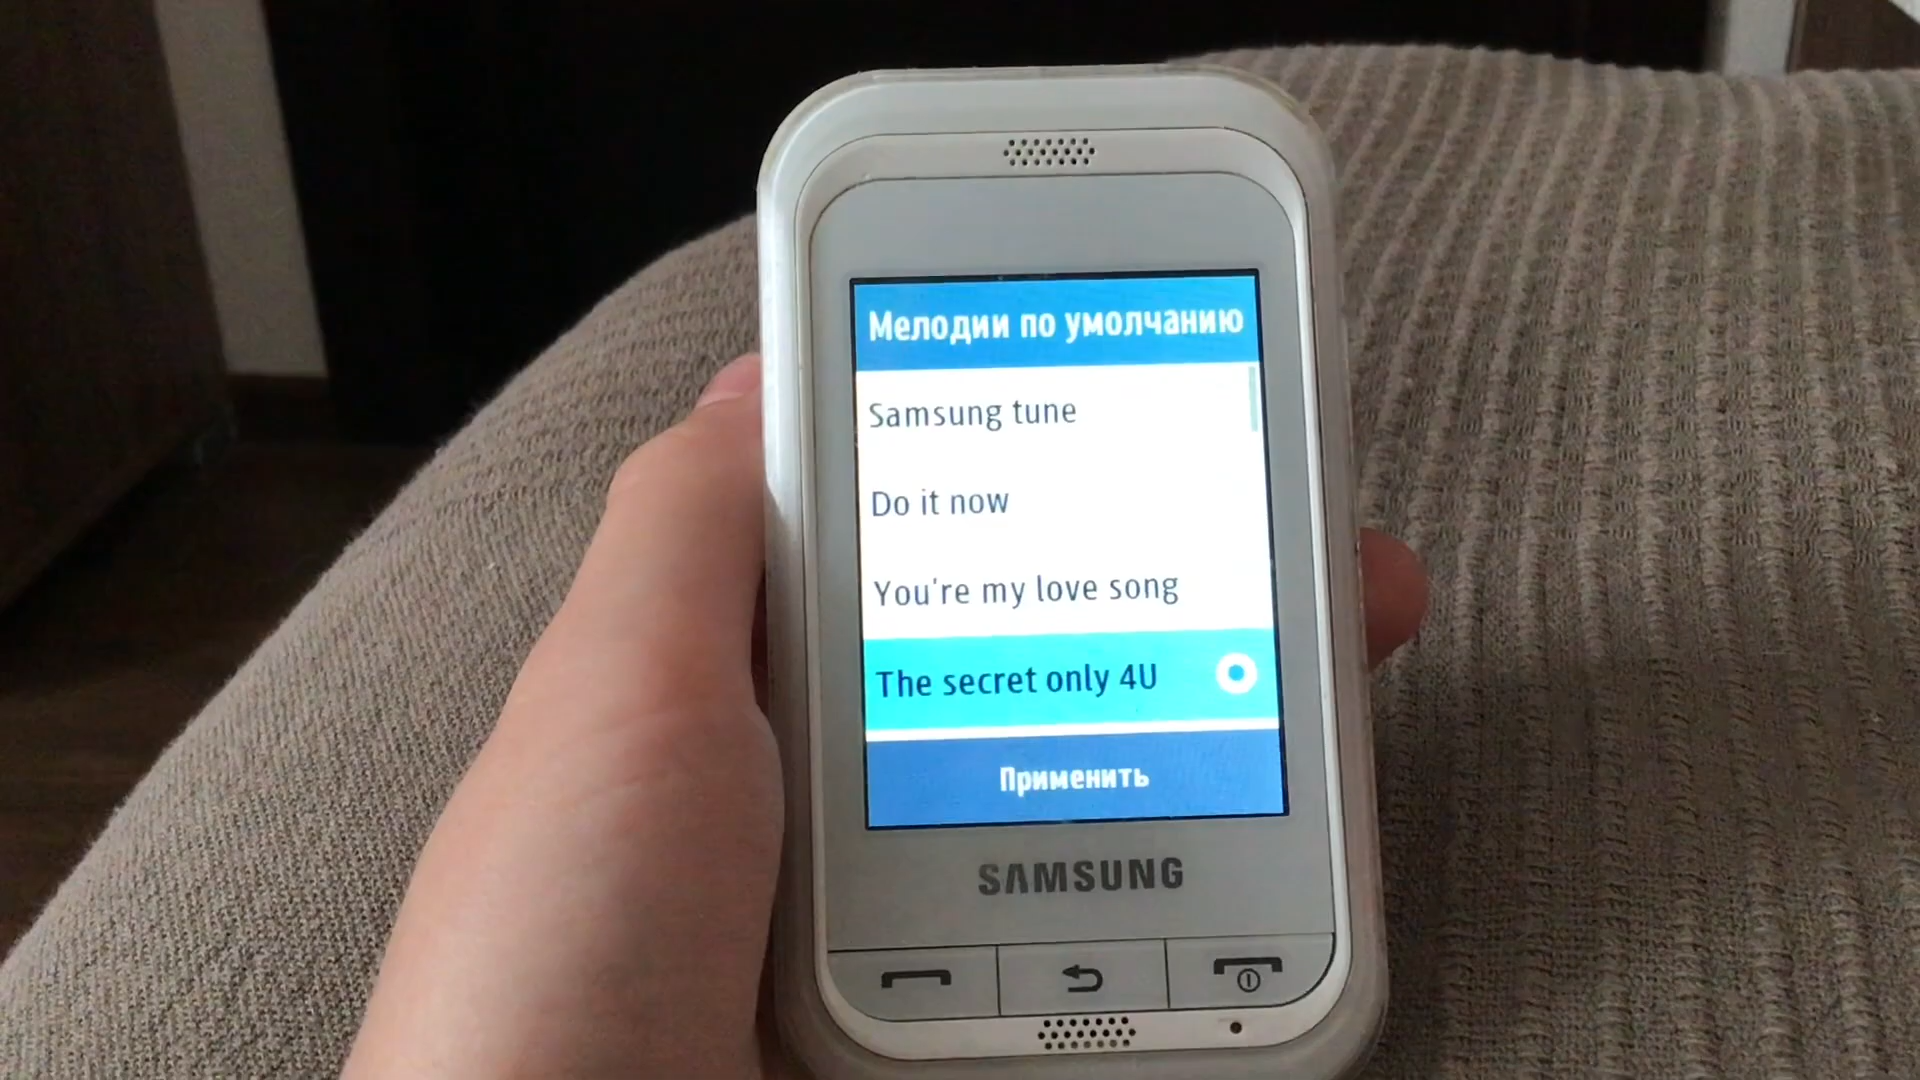 Мелодии по умолчанию
Samsung tune
Do it now
You're my love song
The secret only 4U
Применить
SAMSUNG